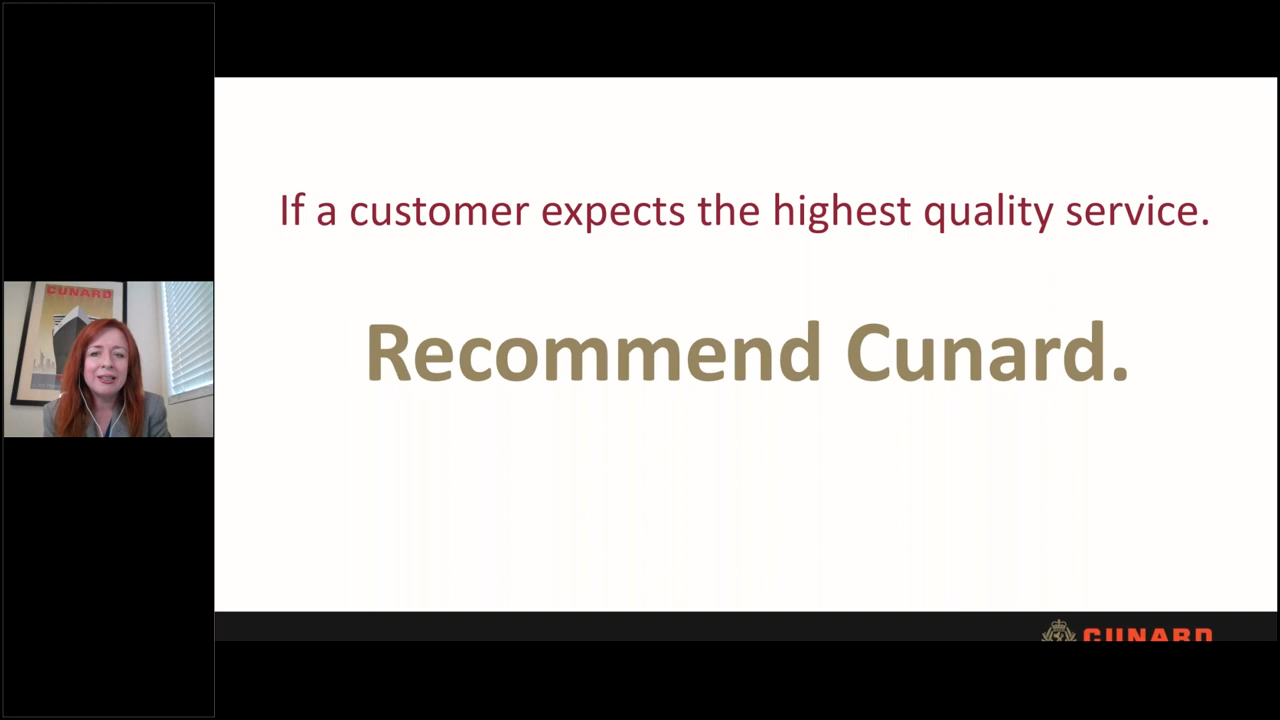 CUNARD
If a customer expects the highest quality service.
Recommend Cunard.
CUNARD